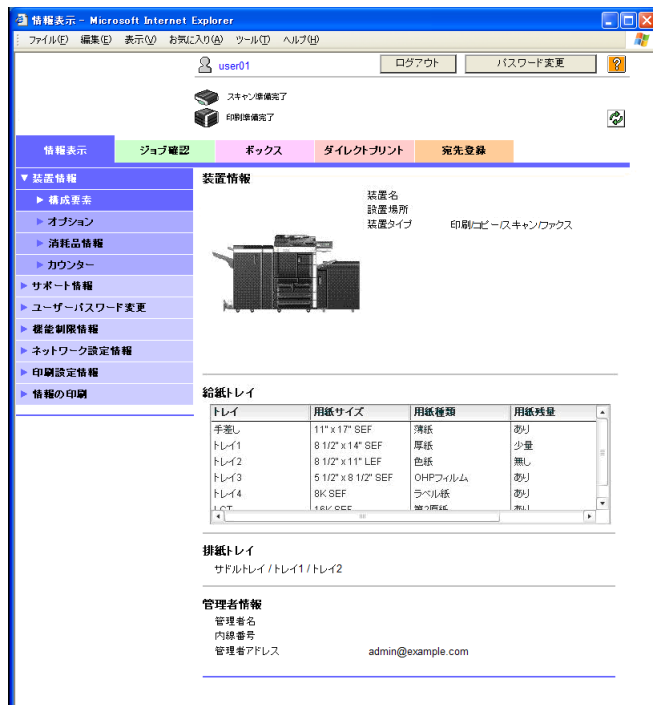 情報表示 - Microsoft Internet Explorer
ファイル(F) 編集(E) 表示(V) お気に入り(A) ツール(T) ヘルプ(H)
user01 ログアウト パスワード変更 ?
スキャン準備完了
印刷準備完了
情報表示 ジョブ確認 ボックス ダイレクトプリント 宛先登録
▼装置情報
▶構成要素
▶オプション
▶消耗品情報
▶カウンター
▶サポート情報
▶ユーザーパスワード変更
▶機能制限情報
▶ネットワーク設定情報
▶印刷設定情報
▶情報の印刷
装置情報
装置名
設置場所
装置タイプ 印刷/コピー/スキャン/ファクス
給紙トレイ
トレイ 用紙サイズ 用紙種類 用紙残量
手差し 11" x 17" SEF 薄紙 あり
トレイ1 8 1/2" x 14" SEF 厚紙 少量
トレイ2 8 1/2" x 11" LEF 色紙 無し
トレイ3 5 1/2" x 8 1/2" SEF OHPフィルム あり
トレイ4 8K SEF ラベル紙 あり
LCT 16K SEF 第2原紙 あり
排紙トレイ
サドルトレイ / トレイ1 / トレイ2
管理者情報
管理者名
内線番号
管理者アドレス admin@example.com